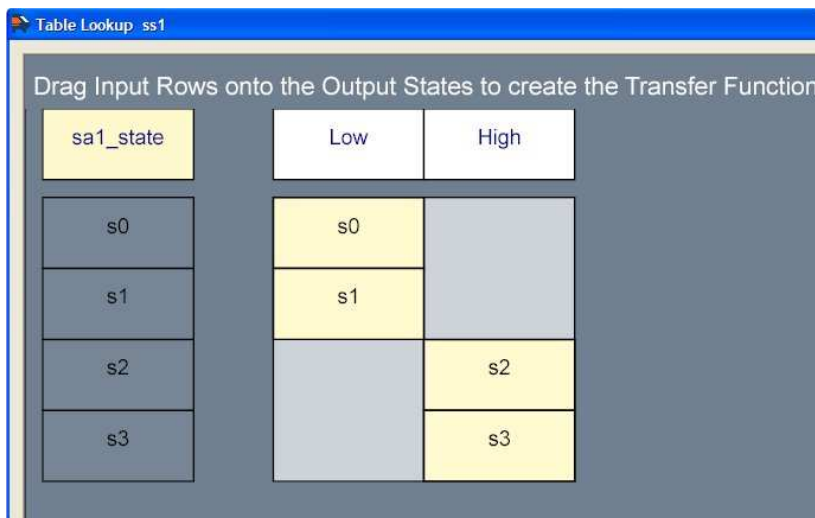 Table Lookup ss1
Drag Input Rows onto the Output States to create the Transfer Function
sa1_state Low High
s0 s0
s1 s1
s2 s2
s3 s3